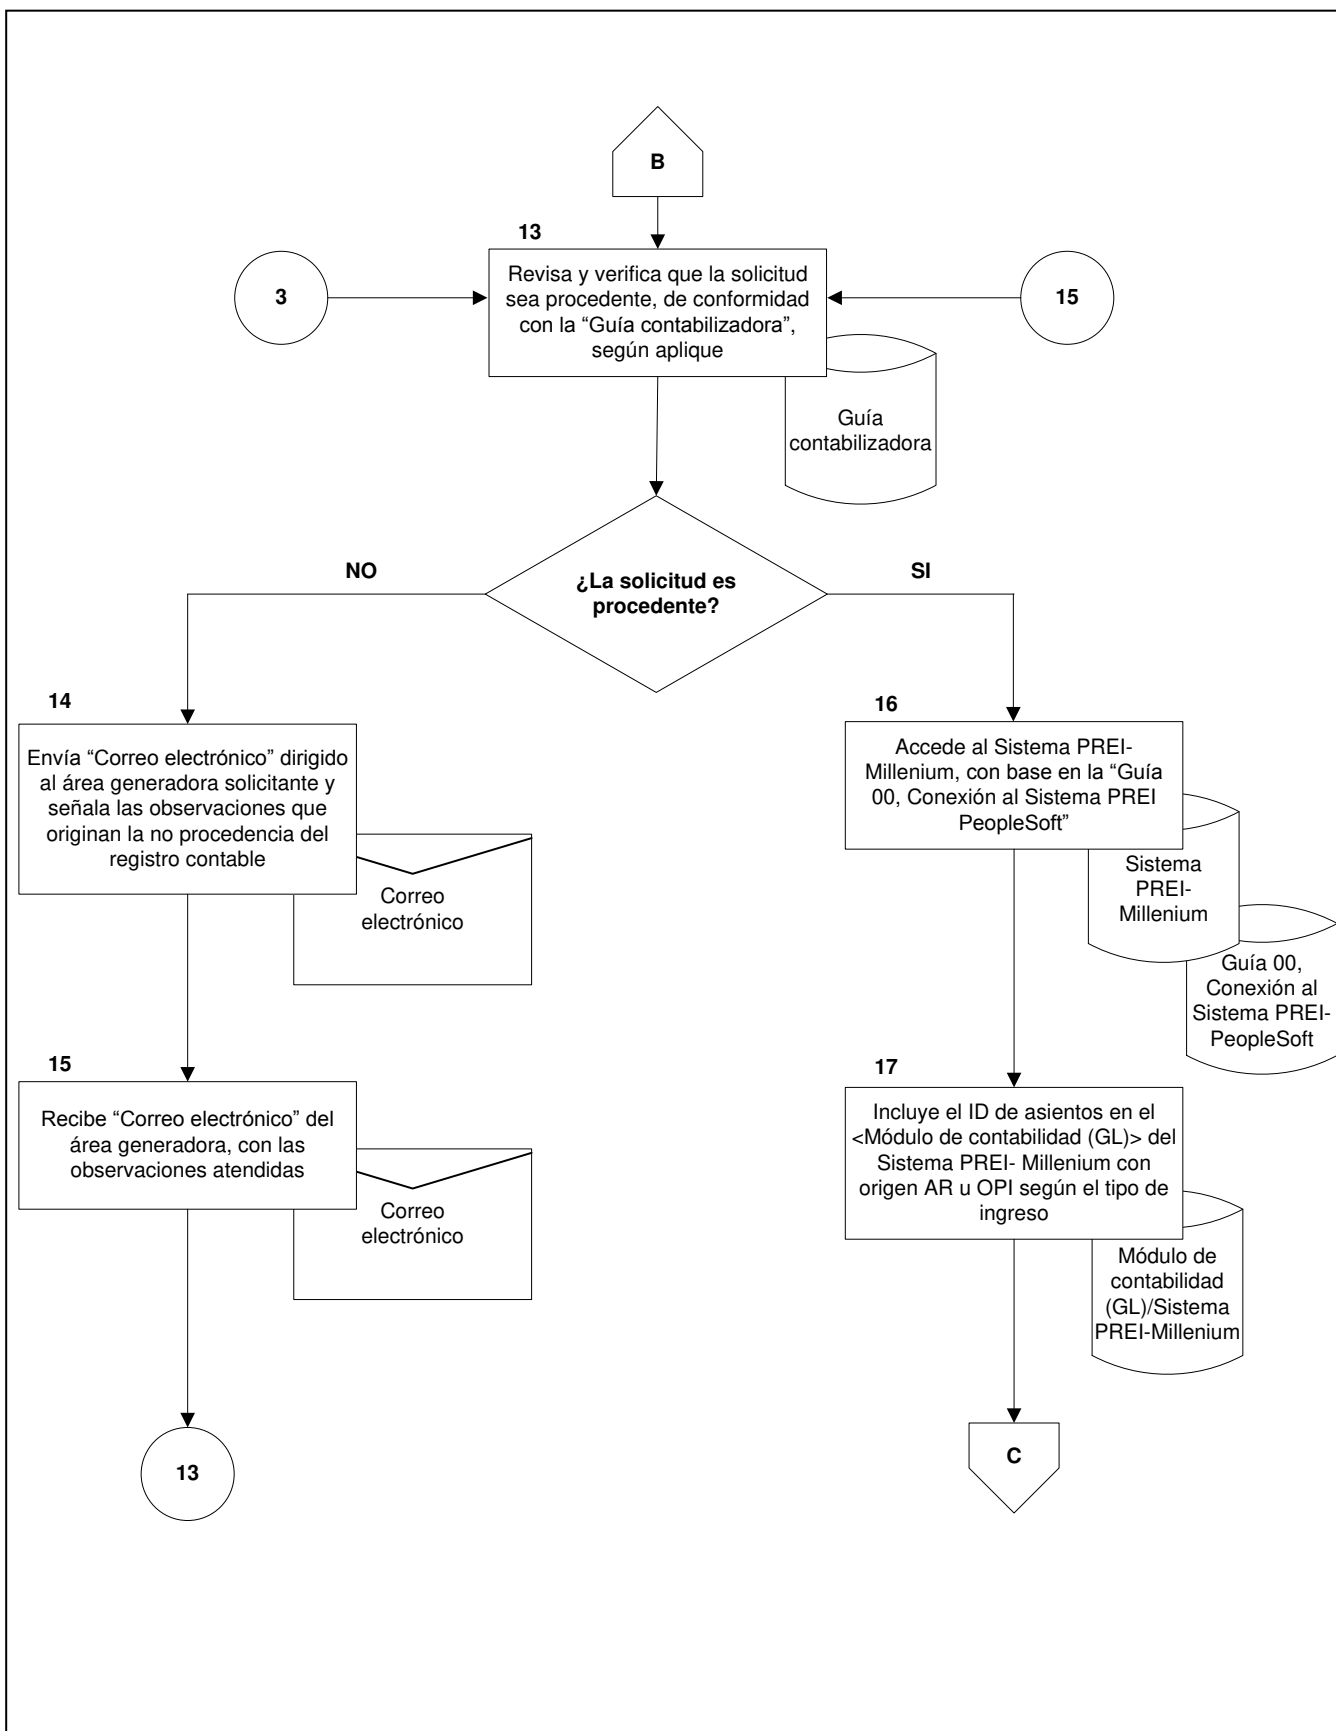 B
13
3
Revisa y verifica que la solicitud
sea procedente, de conformidad
con la “Guía contabilizadora”,
según aplique
15
Guía
contabilizadora
NO
¿La solicitud es
procedente?
SI
14
Envía “Correo electrónico” dirigido
al área generadora solicitante y
señala las observaciones que
originan la no procedencia del
registro contable
Correo
electrónico
15
Recibe “Correo electrónico” del
área generadora, con las
observaciones atendidas
Correo
electrónico
13
16
Accede al Sistema PREI-
Millenium, con base en la “Guía
00, Conexión al Sistema PREI
PeopleSoft”
Sistema
PREI-
Millenium
Guía 00,
Conexión al
Sistema PREI-
PeopleSoft
17
Incluye el ID de asientos en el
<Módulo de contabilidad (GL)> del
Sistema PREI- Millenium con
origen AR u OPI según el tipo de
ingreso
Módulo de
contabilidad
(GL)/Sistema
PREI-Millenium
C